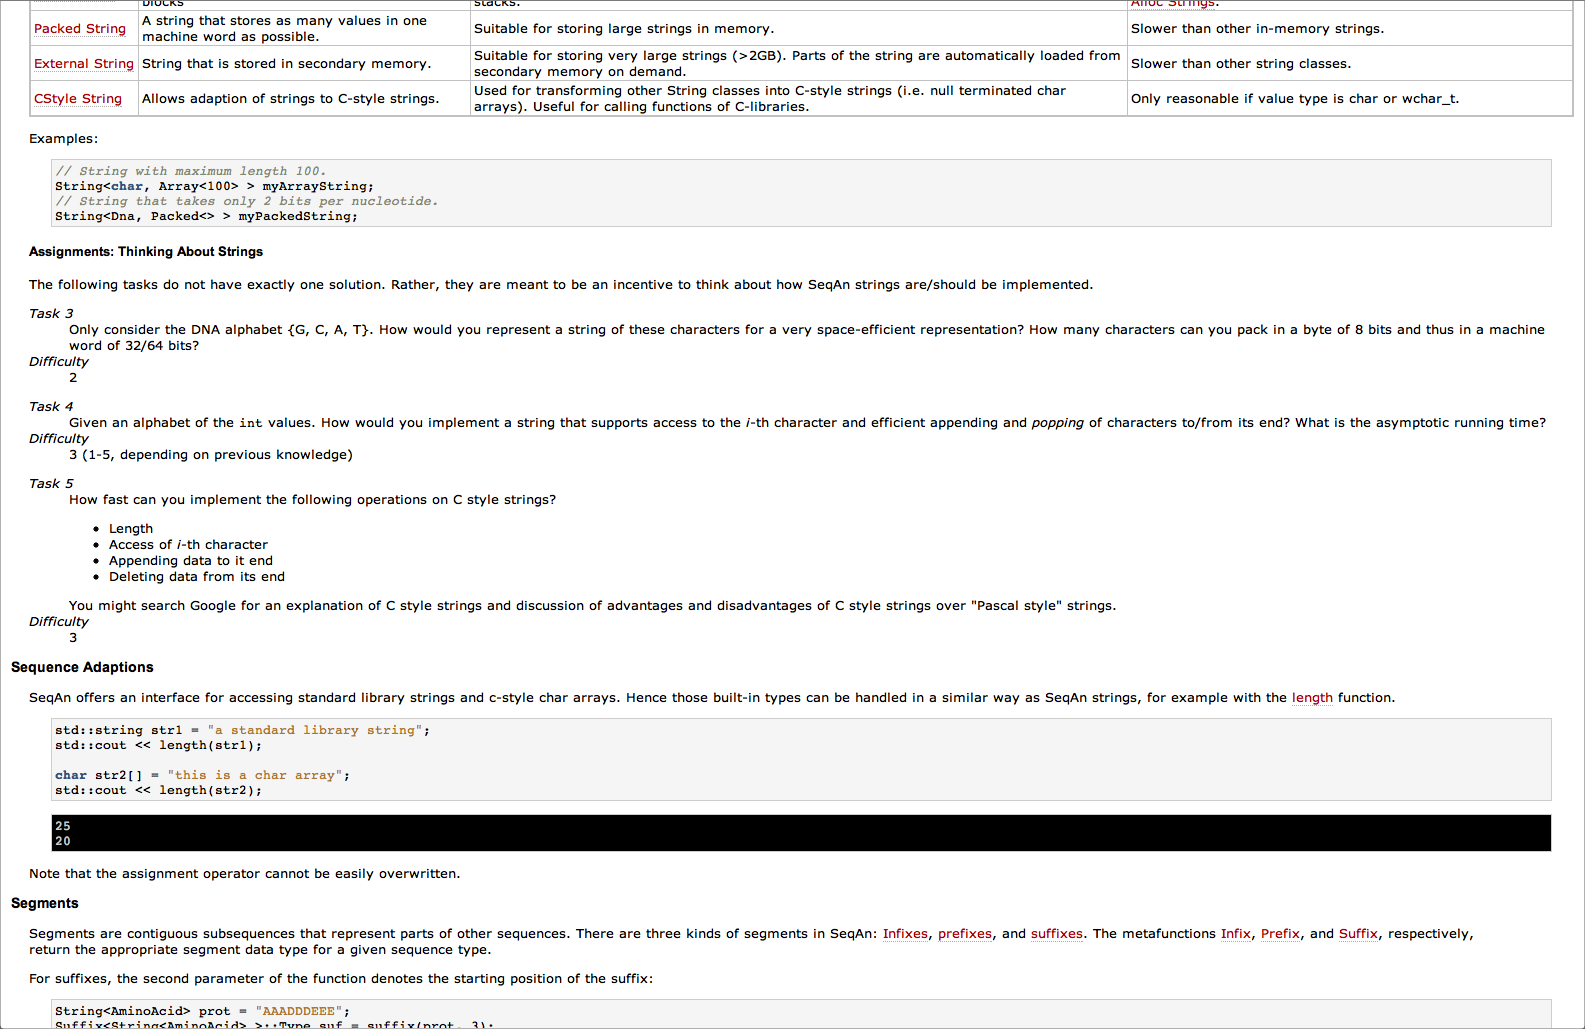 blocks
stacks.
Alloc Strings.
Packed String
A string that stores as many values in one
machine word as possible.
Suitable for storing large strings in memory.
Slower than other in-memory strings.
External String
String that is stored in secondary memory.
Suitable for storing very large strings (>2GB). Parts of the string are automatically loaded from
secondary memory on demand.
Slower than other string classes.
CStyle String
Allows adaption of strings to C-style strings.
Used for transforming other String classes into C-style strings (i.e. null terminated char
arrays). Useful for calling functions of C-libraries.
Only reasonable if value type is char or wchar_t.
Examples:
// String with maximum length 100.
String<char, Array<100> > myArrayString;
// String that takes only 2 bits per nucleotide.
String<Dna, Packed<> > myPackedString;
Assignments: Thinking About Strings
The following tasks do not have exactly one solution. Rather, they are meant to be an incentive to think about how SeqAn strings are/should be implemented.
Task 3
Only consider the DNA alphabet {G, C, A, T}. How would you represent a string of these characters for a very space-efficient representation? How many characters can you pack in a byte of 8 bits and thus in a machine
word of 32/64 bits?
Difficulty
2
Task 4
Given an alphabet of the int values. How would you implement a string that supports access to the i-th character and efficient appending and popping of characters to/from its end? What is the asymptotic running time?
Difficulty
3 (1-5, depending on previous knowledge)
Task 5
How fast can you implement the following operations on C style strings?
• Length
• Access of i-th character
• Appending data to it end
• Deleting data from its end
You might search Google for an explanation of C style strings and discussion of advantages and disadvantages of C style strings over "Pascal style" strings.
Difficulty
3
Sequence Adaptions
SeqAn offers an interface for accessing standard library strings and c-style char arrays. Hence those built-in types can be handled in a similar way as SeqAn strings, for example with the length function.
std::string str1 = "a standard library string";
std::cout << length(str1);
char str2[] = "this is a char array";
std::cout << length(str2);
25
20
Note that the assignment operator cannot be easily overwritten.
Segments
Segments are contiguous subsequences that represent parts of other sequences. There are three kinds of segments in SeqAn: Infixes, prefixes, and suffixes. The metafunctions Infix, Prefix, and Suffix, respectively,
return the appropriate segment data type for a given sequence type.
For suffixes, the second parameter of the function denotes the starting position of the suffix:
String<AminoAcid> prot = "AAADDDEEE";
Suffix<String<AminoAcid> >::Type suf = suffix(prot, 3);